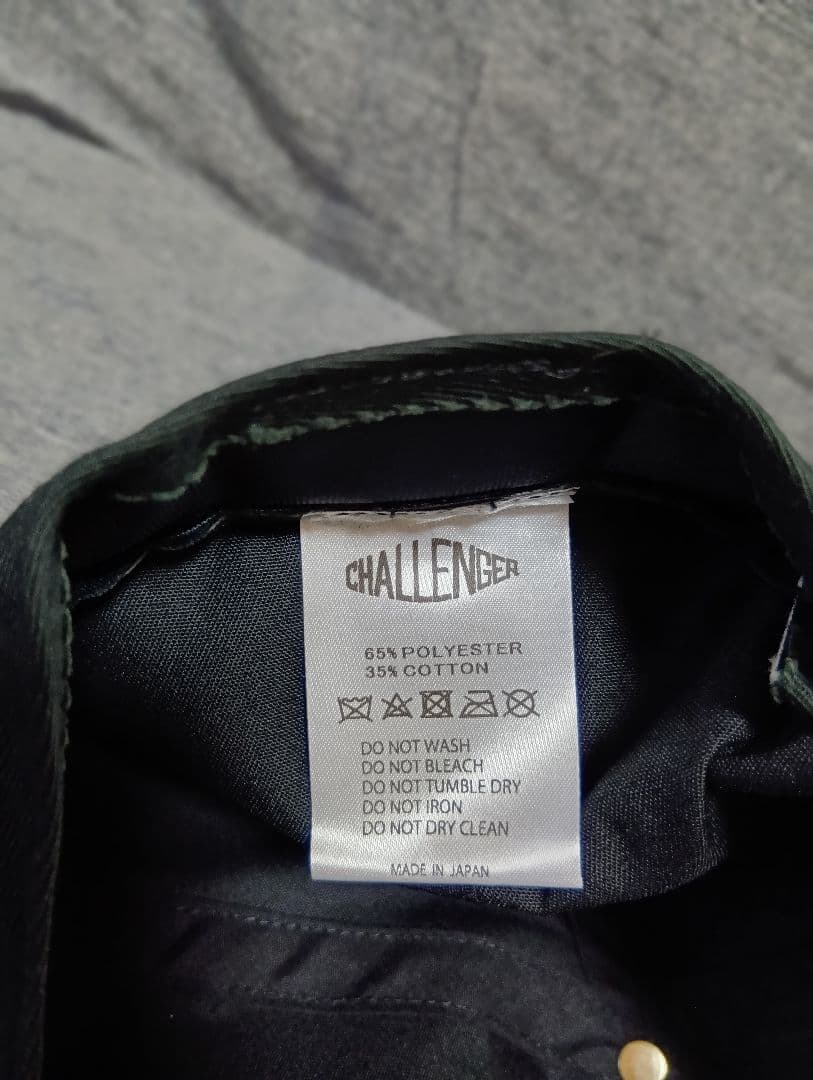 CHALLENGER
65% POLYESTER
35% COTTON
DO NOT WASH
DO NOT BLEACH
DO NOT TUMBLE DRY
DO NOT IRON
DO NOT DRY CLEAN
MADE IN JAPAN